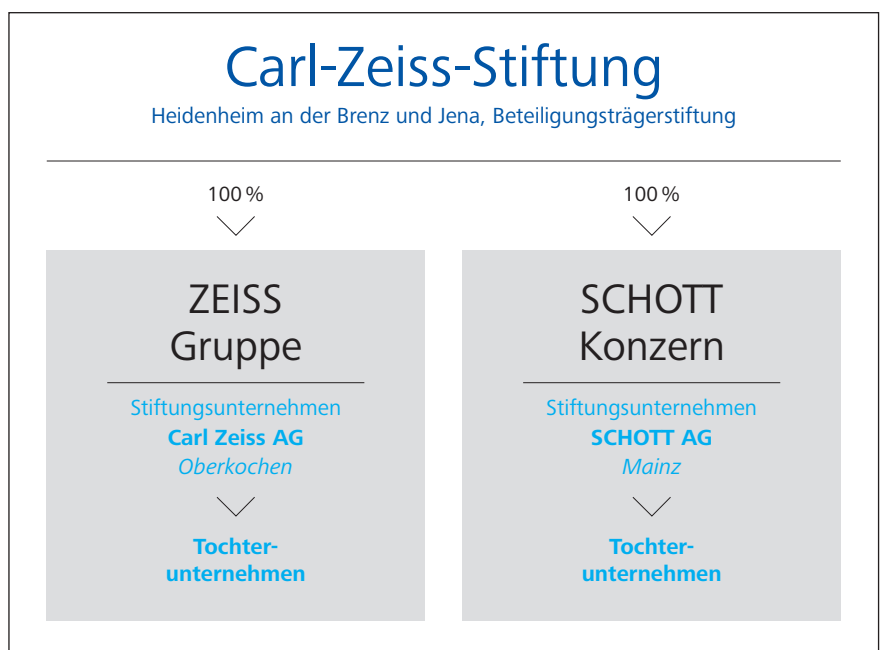 Carl-Zeiss-Stiftung
Heidenheim an der Brenz und Jena, Beteiligungsträgerstiftung
100 %
ZEISS
Gruppe
Stiftungsunternehmen
Carl Zeiss AG
Oberkochen
Tochter-
unternehmen
100 %
SCHOTT
Konzern
Stiftungsunternehmen
SCHOTT AG
Mainz
Tochter-
unternehmen